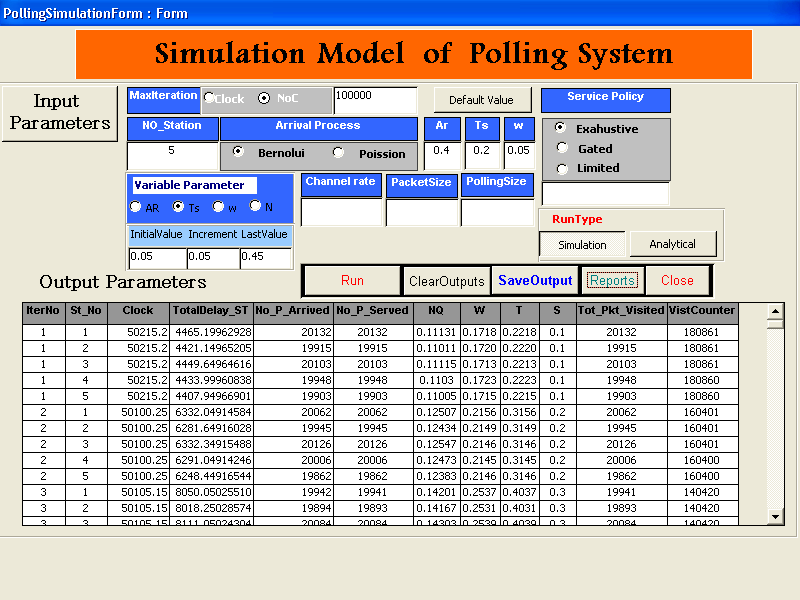 PollingSimulationForm : Form
Simulation Model of Polling System
Input Parameters
MaxIteration Clock NoC 100000 Default Value Service Policy
NO_Station Arrival Process Ar Ts w
5 Bernolui Poission 0.4 0.2 0.05
Exahustive
Gated
Limited
Variable Parameter Channel rate PacketSize PollingSize
AR Ts w N
RunType
InitialValue Increment LastValue
0.05 0.05 0.45
Simulation Analytical
Output Parameters Run ClearOutputs SaveOutput Reports Close
IterNo St_No Clock TotalDelay_ST No_P_Arrived No_P_Served NQ W T S Tot_Pkt_Visited VistCounter
1 1 50215.2 4465.19962928 20132 20132 0.11131 0.1718 0.2218 0.1 20132 180861
1 2 50215.2 4421.14965205 19915 19915 0.11011 0.1720 0.2220 0.1 19915 180861
1 3 50215.2 4449.64964616 20103 20103 0.11115 0.1713 0.2213 0.1 20103 180861
1 4 50215.2 4433.99960838 19948 19948 0.1103 0.1723 0.2223 0.1 19948 180860
1 5 50215.2 4407.94966901 19903 19903 0.11005 0.1715 0.2215 0.1 19903 180860
2 1 50100.25 6332.04914584 20062 20062 0.12507 0.2156 0.3156 0.2 20062 160401
2 2 50100.25 6281.64916028 19945 19945 0.12434 0.2149 0.3149 0.2 19945 160401
2 3 50100.25 6332.34915488 20126 20126 0.12547 0.2146 0.3146 0.2 20126 160401
2 4 50100.25 6291.04914246 20006 20006 0.12473 0.2145 0.3145 0.2 20006 160400
2 5 50100.25 6248.44916544 19862 19862 0.12383 0.2146 0.3146 0.2 19862 160400
3 1 50105.15 8050.05025510 19942 19941 0.14201 0.2537 0.4037 0.3 19941 140420
3 2 50105.15 8018.25028574 19894 19893 0.14167 0.2531 0.4031 0.3 19893 140420
3 3 50105.15 8111.05024304 20084 20084 0.14303 0.2539 0.4039 0.3 20084 140420